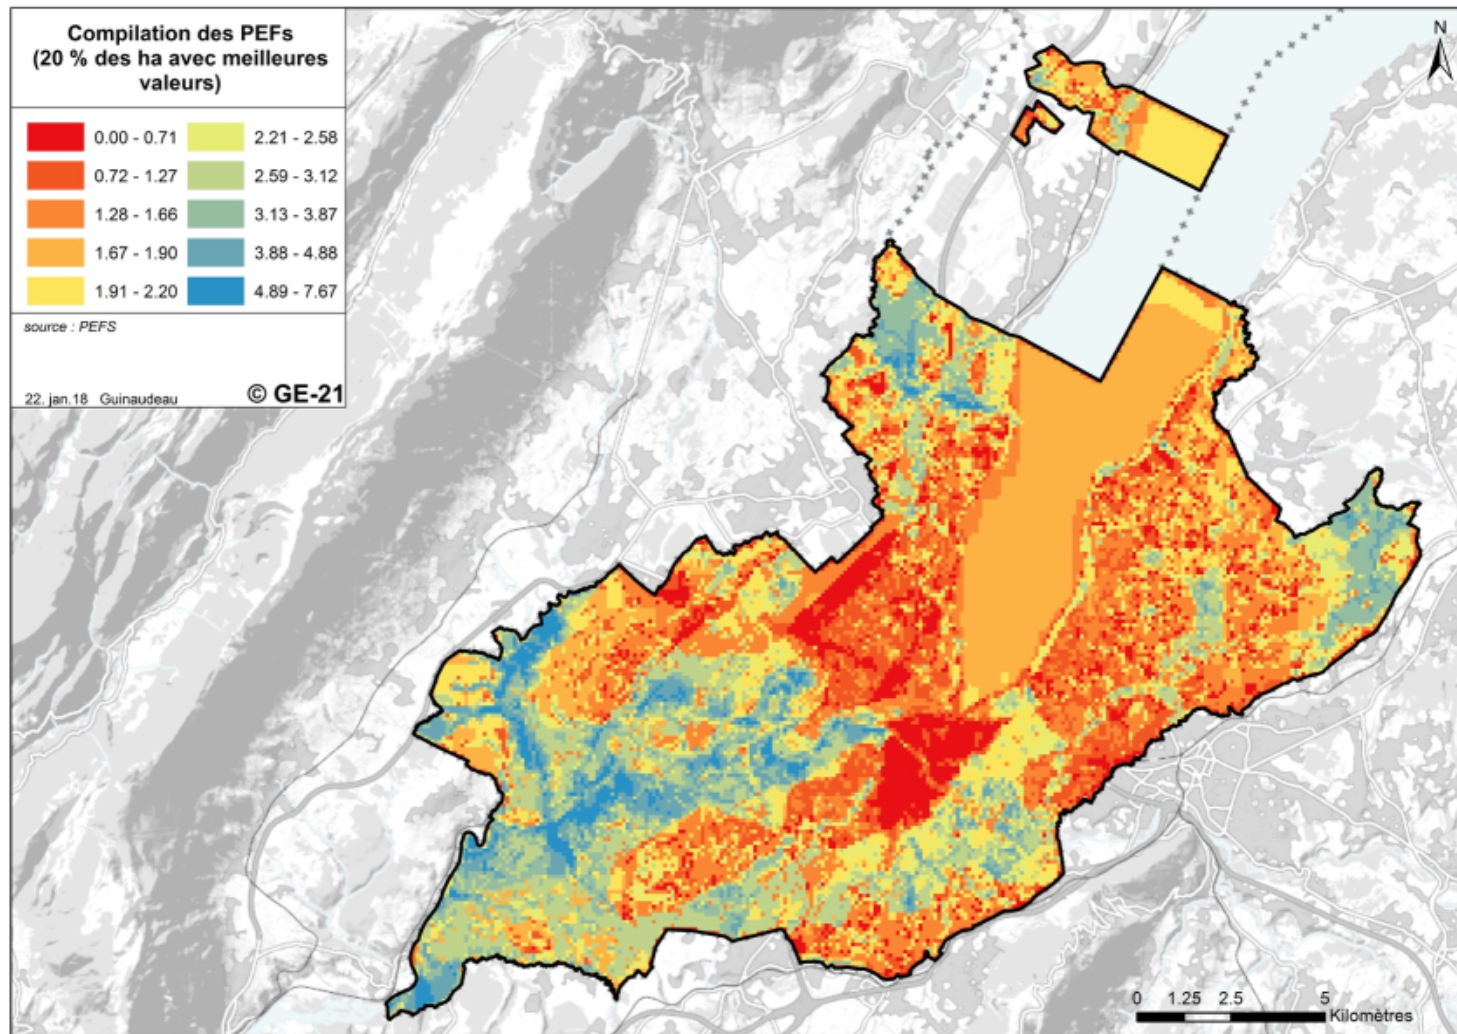 Compilation des PEFs
(20 % des ha avec meilleures
valeurs)
0.00 - 0.71
2.21 - 2.58
0.72 - 1.27
2.59 - 3.12
1.28 - 1.66
3.13 - 3.87
1.67 - 1.90
3.88 - 4.88
1.91 - 2.20
4.89 - 7.67
source : PEFS
22. jan.18 Guinaudeau
© GE-21
N
0 1.25 2.5 5
Kilomètres